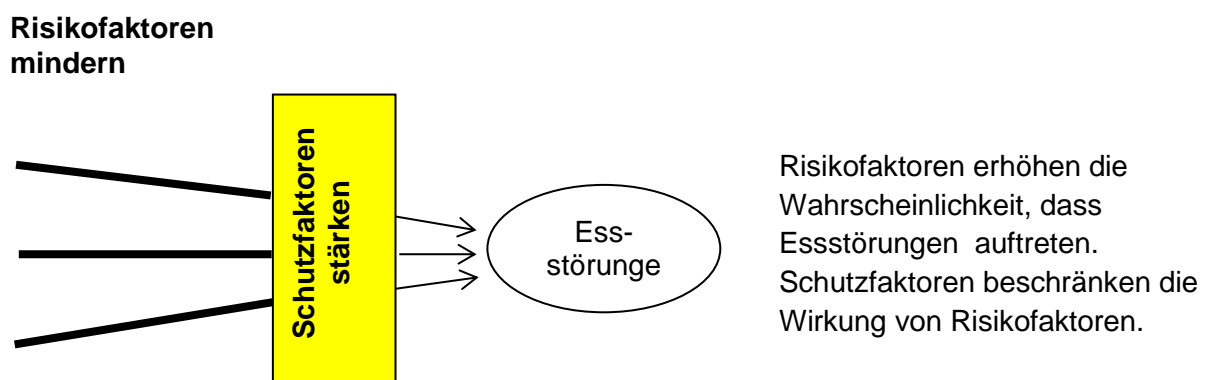 Risikofaktoren
mindern
Schutzfaktoren
stärken
Ess-
störunge
Risikofaktoren erhöhen die
Wahrscheinlichkeit, dass
Essstörungen  auftreten.
Schutzfaktoren beschränken die
Wirkung von Risikofaktoren.